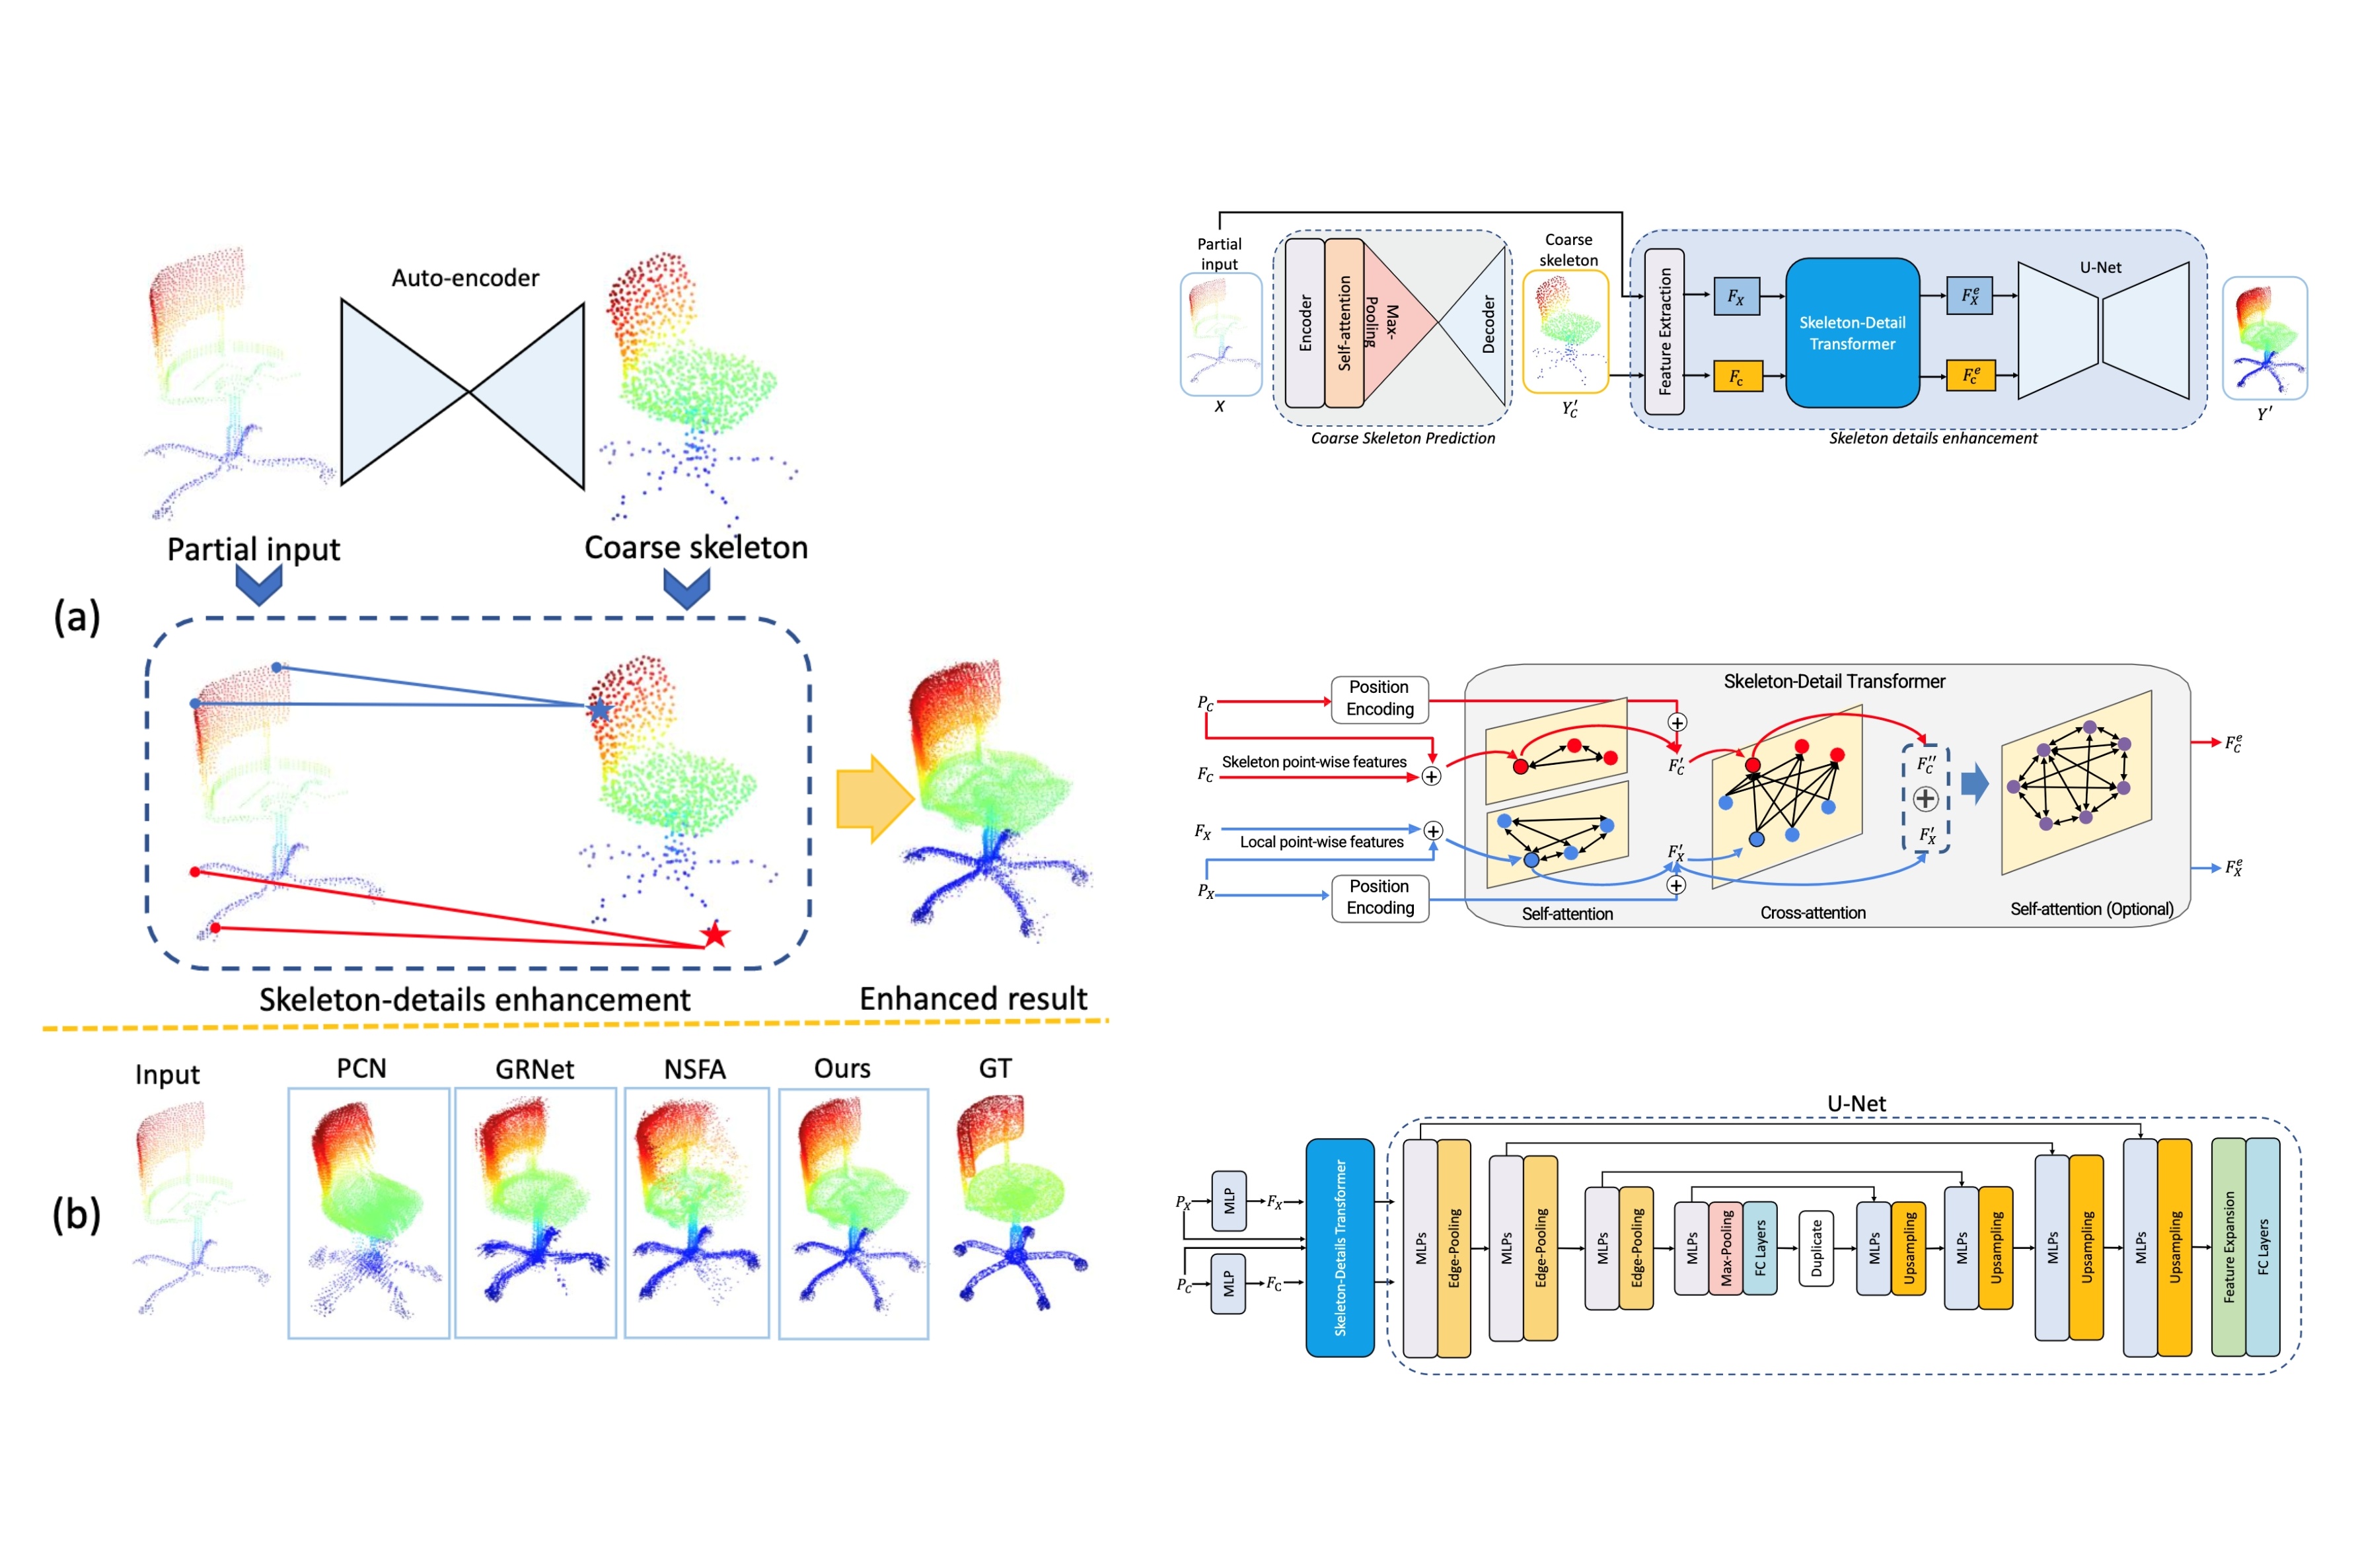 Auto-encoder
Partial input
Coarse skeleton
(a)
Skeleton-details enhancement
Enhanced result
Input
PCN
GRNet
NSFA
Ours
GT
(b)
Partial
input
X
Encoder
Self-attention
Max-
Pooling
Decoder
Coarse Skeleton Prediction
Coarse
skeleton
Y'_C
Feature Extraction
F_X
F_c
Skeleton-Detail
Transformer
F_X^e
F_c^e
U-Net
Skeleton details enhancement
Y'
Skeleton-Detail Transformer
P_C
Position
Encoding
+
F_C
Skeleton point-wise features
+
F'_C
F_X
Local point-wise features
+
F'_X
P_X
Position
Encoding
+
Self-attention
Cross-attention
F''_C
+
F'_X
Self-attention (Optional)
F_C^e
F_X^e
U-Net
P_X
MLP
F_X
P_C
MLP
F_C
Skeleton-Details Transformer
MLPs
Edge-Pooling
MLPs
Edge-Pooling
MLPs
Edge-Pooling
MLPs
Max-Pooling
FC Layers
Duplicate
MLPs
Upsampling
MLPs
Upsampling
MLPs
Upsampling
MLPs
Upsampling
Feature Expansion
FC Layers